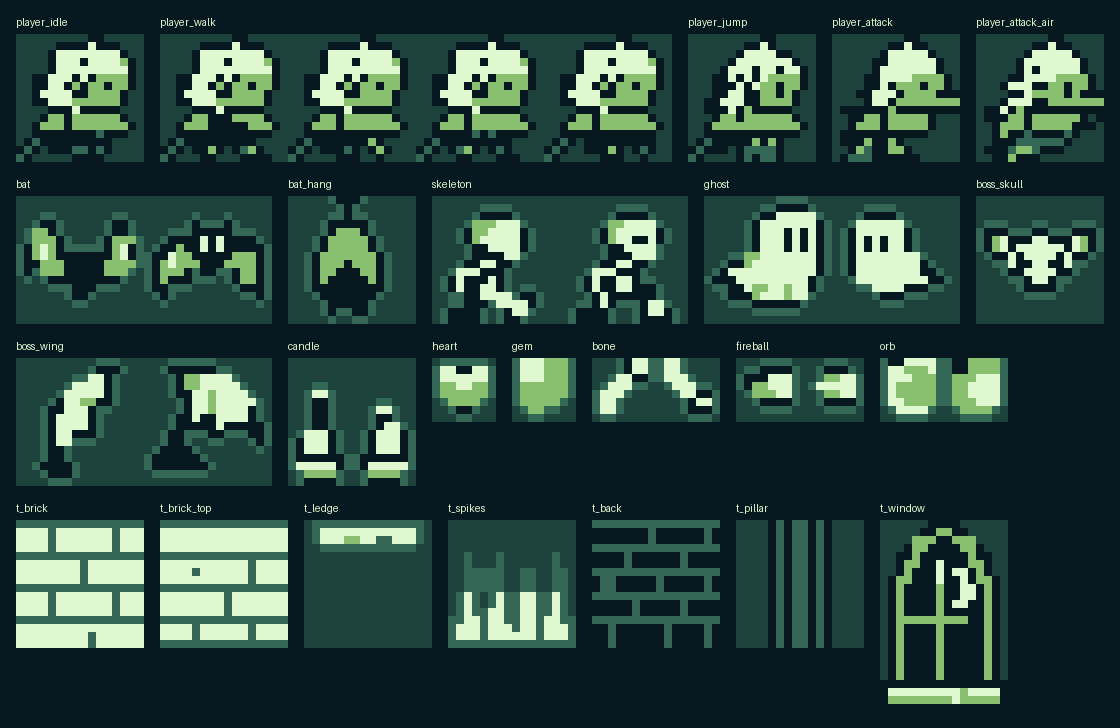 player_idle player_walk player_jump player_attack player_attack_air
bat bat_hang skeleton ghost boss_skull
boss_wing candle heart gem bone fireball orb
t_brick t_brick_top t_ledge t_spikes t_back t_pillar t_window